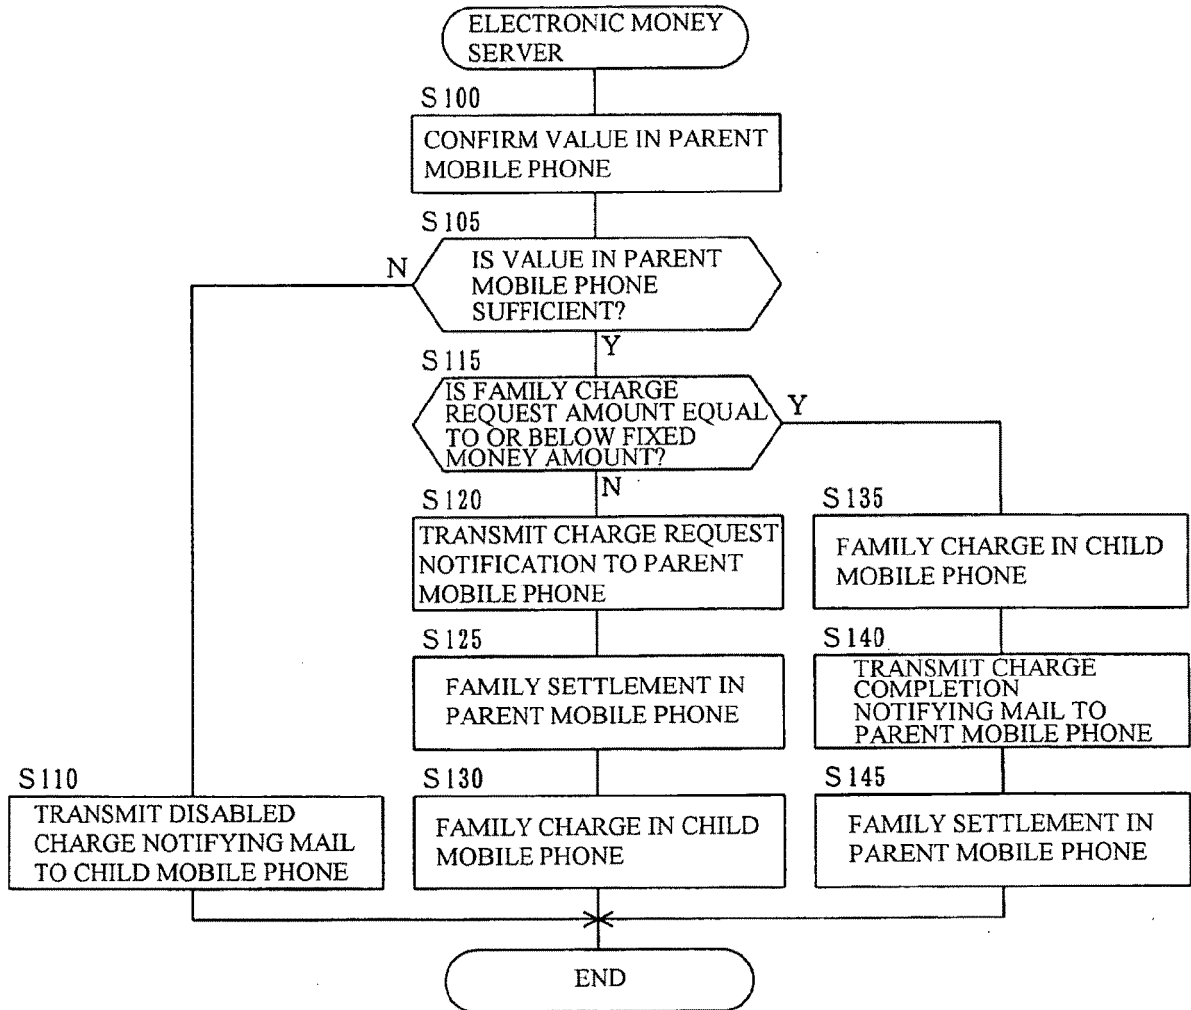 ELECTRONIC MONEY
SERVER
S100
CONFIRM VALUE IN PARENT
MOBILE PHONE
S105
N
IS VALUE IN PARENT
MOBILE PHONE
SUFFICIENT?
Y
S115
IS FAMILY CHARGE
REQUEST AMOUNT EQUAL
TO OR BELOW FIXED
MONEY AMOUNT?
Y
N
S120
TRANSMIT CHARGE REQUEST
NOTIFICATION TO PARENT
MOBILE PHONE
S125
FAMILY SETTLEMENT IN
PARENT MOBILE PHONE
S130
FAMILY CHARGE IN CHILD
MOBILE PHONE
S135
FAMILY CHARGE IN CHILD
MOBILE PHONE
S140
TRANSMIT CHARGE
COMPLETION
NOTIFYING MAIL TO
PARENT MOBILE PHONE
S145
FAMILY SETTLEMENT IN
PARENT MOBILE PHONE
S110
TRANSMIT DISABLED
CHARGE NOTIFYING MAIL
TO CHILD MOBILE PHONE
END